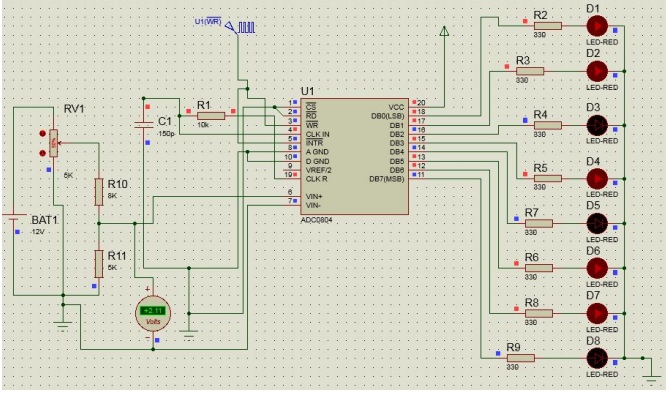 U1(WR)
RV1
50%
5K
BAT1
12V
C1
150p
R1
10k
R10
8K
R11
5K
+2.11
Volts
U1
1 CS VCC 20
2 RD DB0(LSB) 18
3 WR DB1 17
4 CLK IN DB2 16
5 INTR DB3 15
8 A GND DB4 14
10 D GND DB5 13
9 VREF/2 DB6 12
19 CLK R DB7(MSB) 11
6 VIN+
7 VIN-
ADC0804
R2
330
D1
LED-RED
R3
330
D2
LED-RED
R4
330
D3
LED-RED
R5
330
D4
LED-RED
R7
330
D5
LED-RED
R6
330
D6
LED-RED
R8
330
D7
LED-RED
R9
330
D8
LED-RED